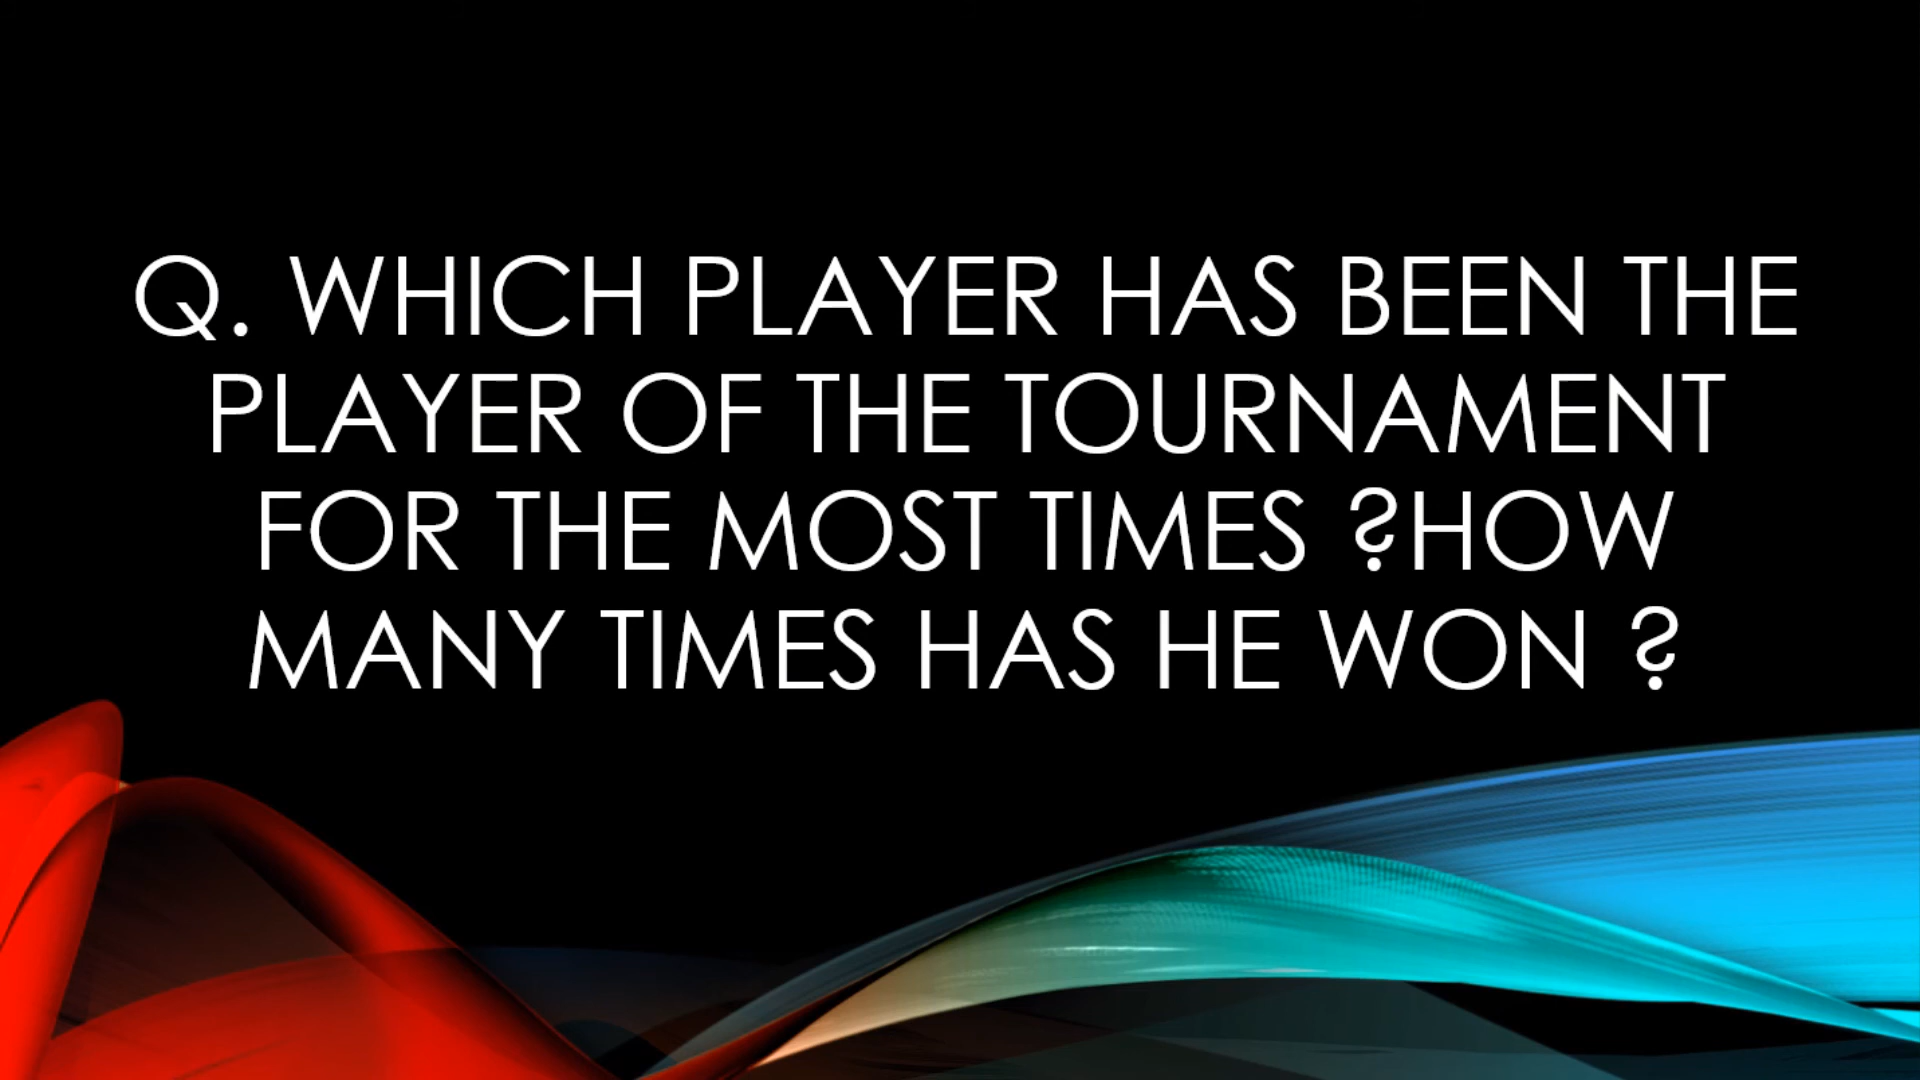 Q. WHICH PLAYER HAS BEEN THE
PLAYER OF THE TOURNAMENT
FOR THE MOST TIMES ?HOW
MANY TIMES HAS HE WON ?